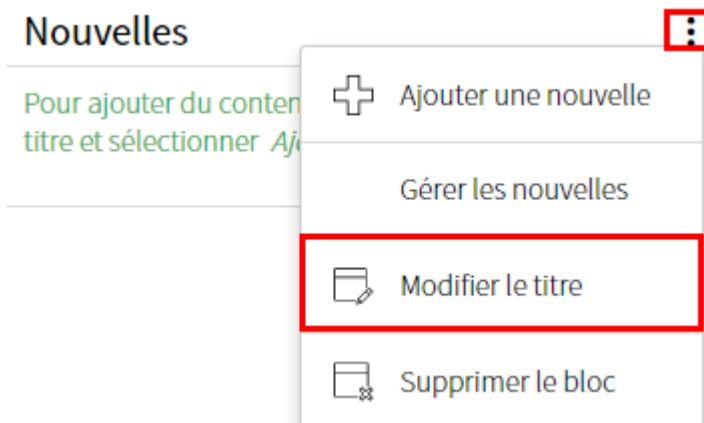 Nouvelles
Pour ajouter du conten
titre et sélectionner
Ajouter une nouvelle
Gérer les nouvelles
Modifier le titre
Supprimer le bloc